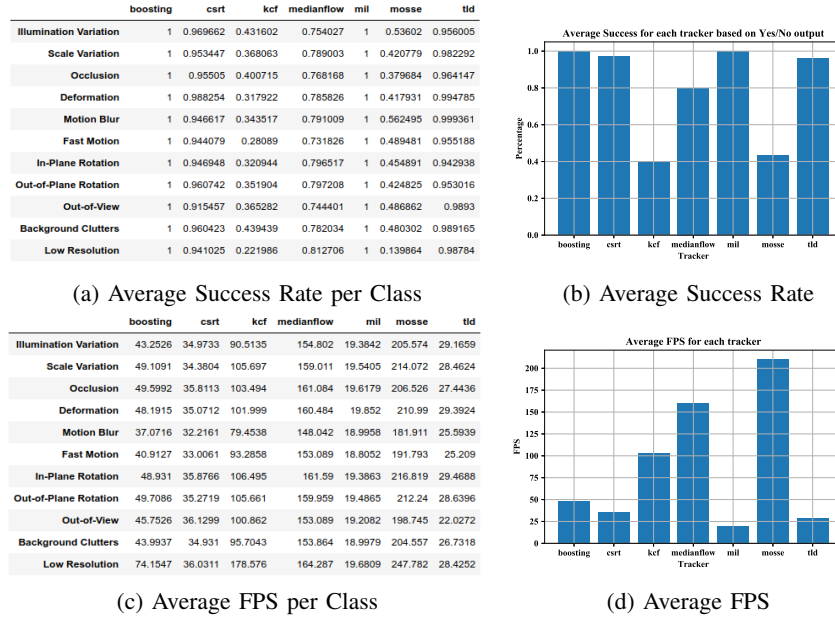 boosting csrt kcf medianflow mil mosse tld
Illumination Variation 1 0.969662 0.431602 0.754027 1 0.53602 0.956005
Scale Variation 1 0.953447 0.368063 0.789003 1 0.420779 0.982292
Occlusion 1 0.95505 0.400715 0.768168 1 0.379684 0.964147
Deformation 1 0.988254 0.317922 0.785826 1 0.417931 0.994785
Motion Blur 1 0.946617 0.343517 0.791009 1 0.562495 0.999361
Fast Motion 1 0.944079 0.28089 0.731826 1 0.489481 0.955188
In-Plane Rotation 1 0.946948 0.320944 0.796517 1 0.454891 0.942938
Out-of-Plane Rotation 1 0.960742 0.351904 0.797208 1 0.424825 0.953016
Out-of-View 1 0.915457 0.365282 0.744401 1 0.486862 0.9893
Background Clutters 1 0.960423 0.439439 0.782034 1 0.480302 0.989165
Low Resolution 1 0.941025 0.221986 0.812706 1 0.139864 0.98784
(a) Average Success Rate per Class
Average Success for each tracker based on Yes/No output
Percentage
1.0
0.8
0.6
0.4
0.2
0.0
boosting csrt kcf medianflow mil mosse tld
Tracker
(b) Average Success Rate
boosting csrt kcf medianflow mil mosse tld
Illumination Variation 43.2526 34.9733 90.5135 154.802 19.3842 205.574 29.1659
Scale Variation 49.1091 34.3804 105.697 159.011 19.5405 214.072 28.4624
Occlusion 49.5992 35.8113 103.494 161.084 19.6179 206.526 27.4436
Deformation 48.1915 35.0712 101.999 160.484 19.852 210.99 29.3924
Motion Blur 37.0716 32.2161 79.4538 148.042 18.9958 181.911 25.5939
Fast Motion 40.9127 33.0061 93.2858 153.089 18.8052 191.793 25.209
In-Plane Rotation 48.931 35.8766 106.495 161.59 19.3863 216.819 29.4688
Out-of-Plane Rotation 49.7086 35.2719 105.661 159.959 19.4865 212.24 28.6396
Out-of-View 45.7526 36.1299 100.862 153.089 19.2082 198.745 22.0272
Background Clutters 43.9937 34.931 95.7043 153.864 18.9979 204.557 26.7318
Low Resolution 74.1547 36.0311 178.576 164.287 19.6809 247.782 28.4252
(c) Average FPS per Class
Average FPS for each tracker
FPS
200
175
150
125
100
75
50
25
0
boosting csrt kcf medianflow mil mosse tld
Tracker
(d) Average FPS